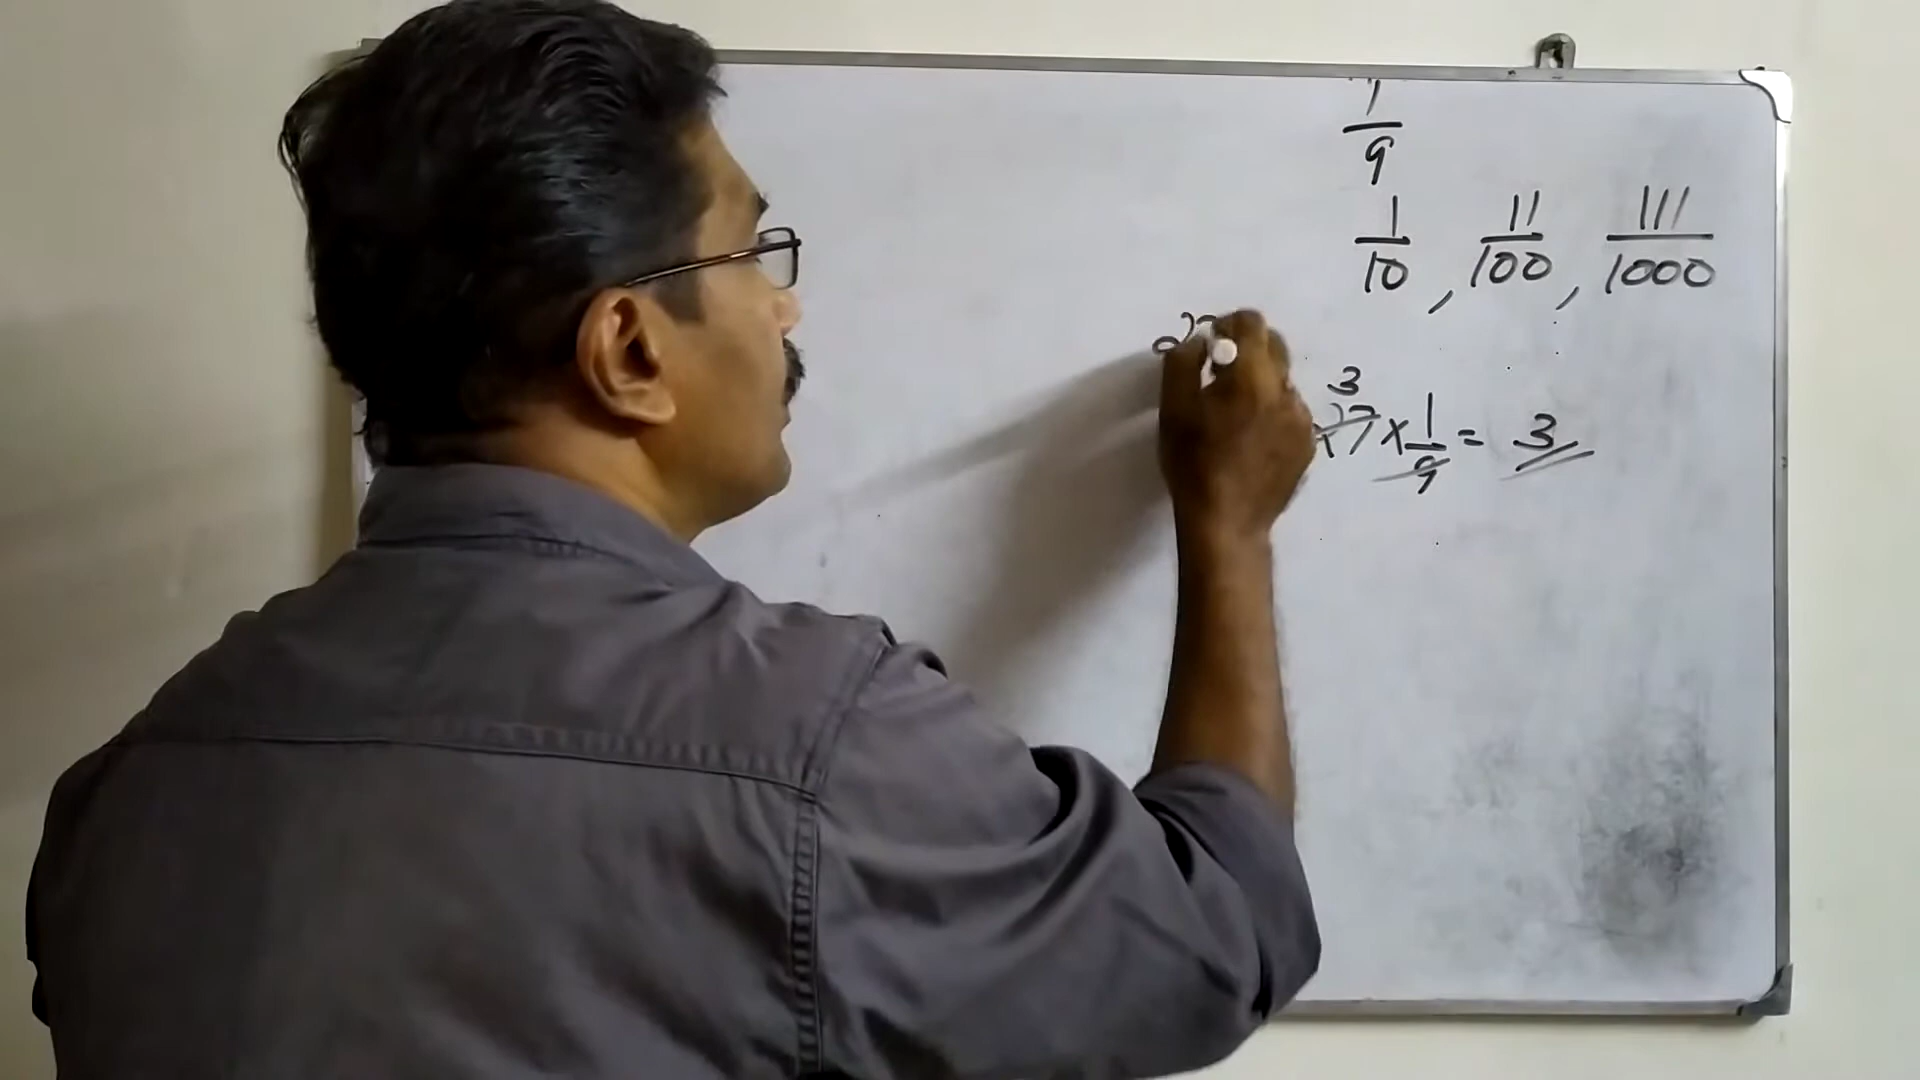 1/9
1/10 , 11/100 , 111/1000
3
27 × 1/9 = 3